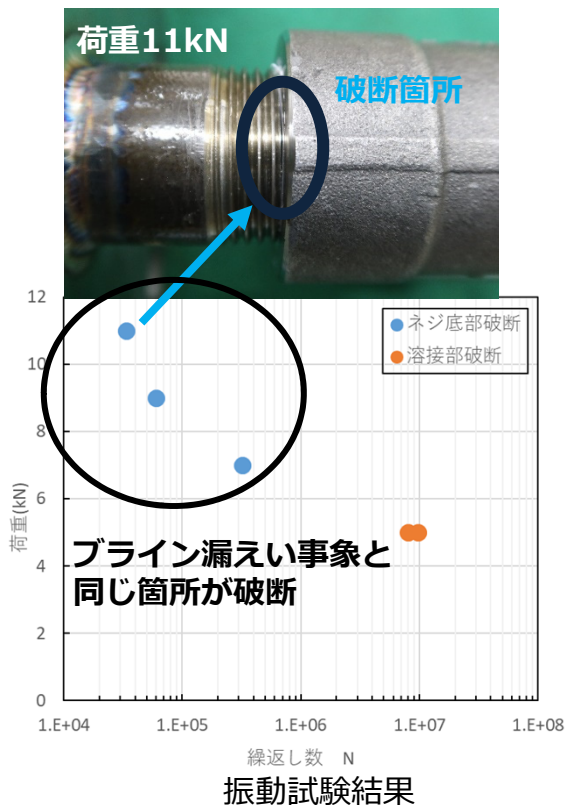 荷重11kN
破断箇所
12
10
8
6
4
2
0
荷重(kN)
ネジ底部破断
溶接部破断
ブライン漏えい事象と
同じ箇所が破断
1.E+04 1.E+05 1.E+06 1.E+07 1.E+08
繰返し数 N
振動試験結果